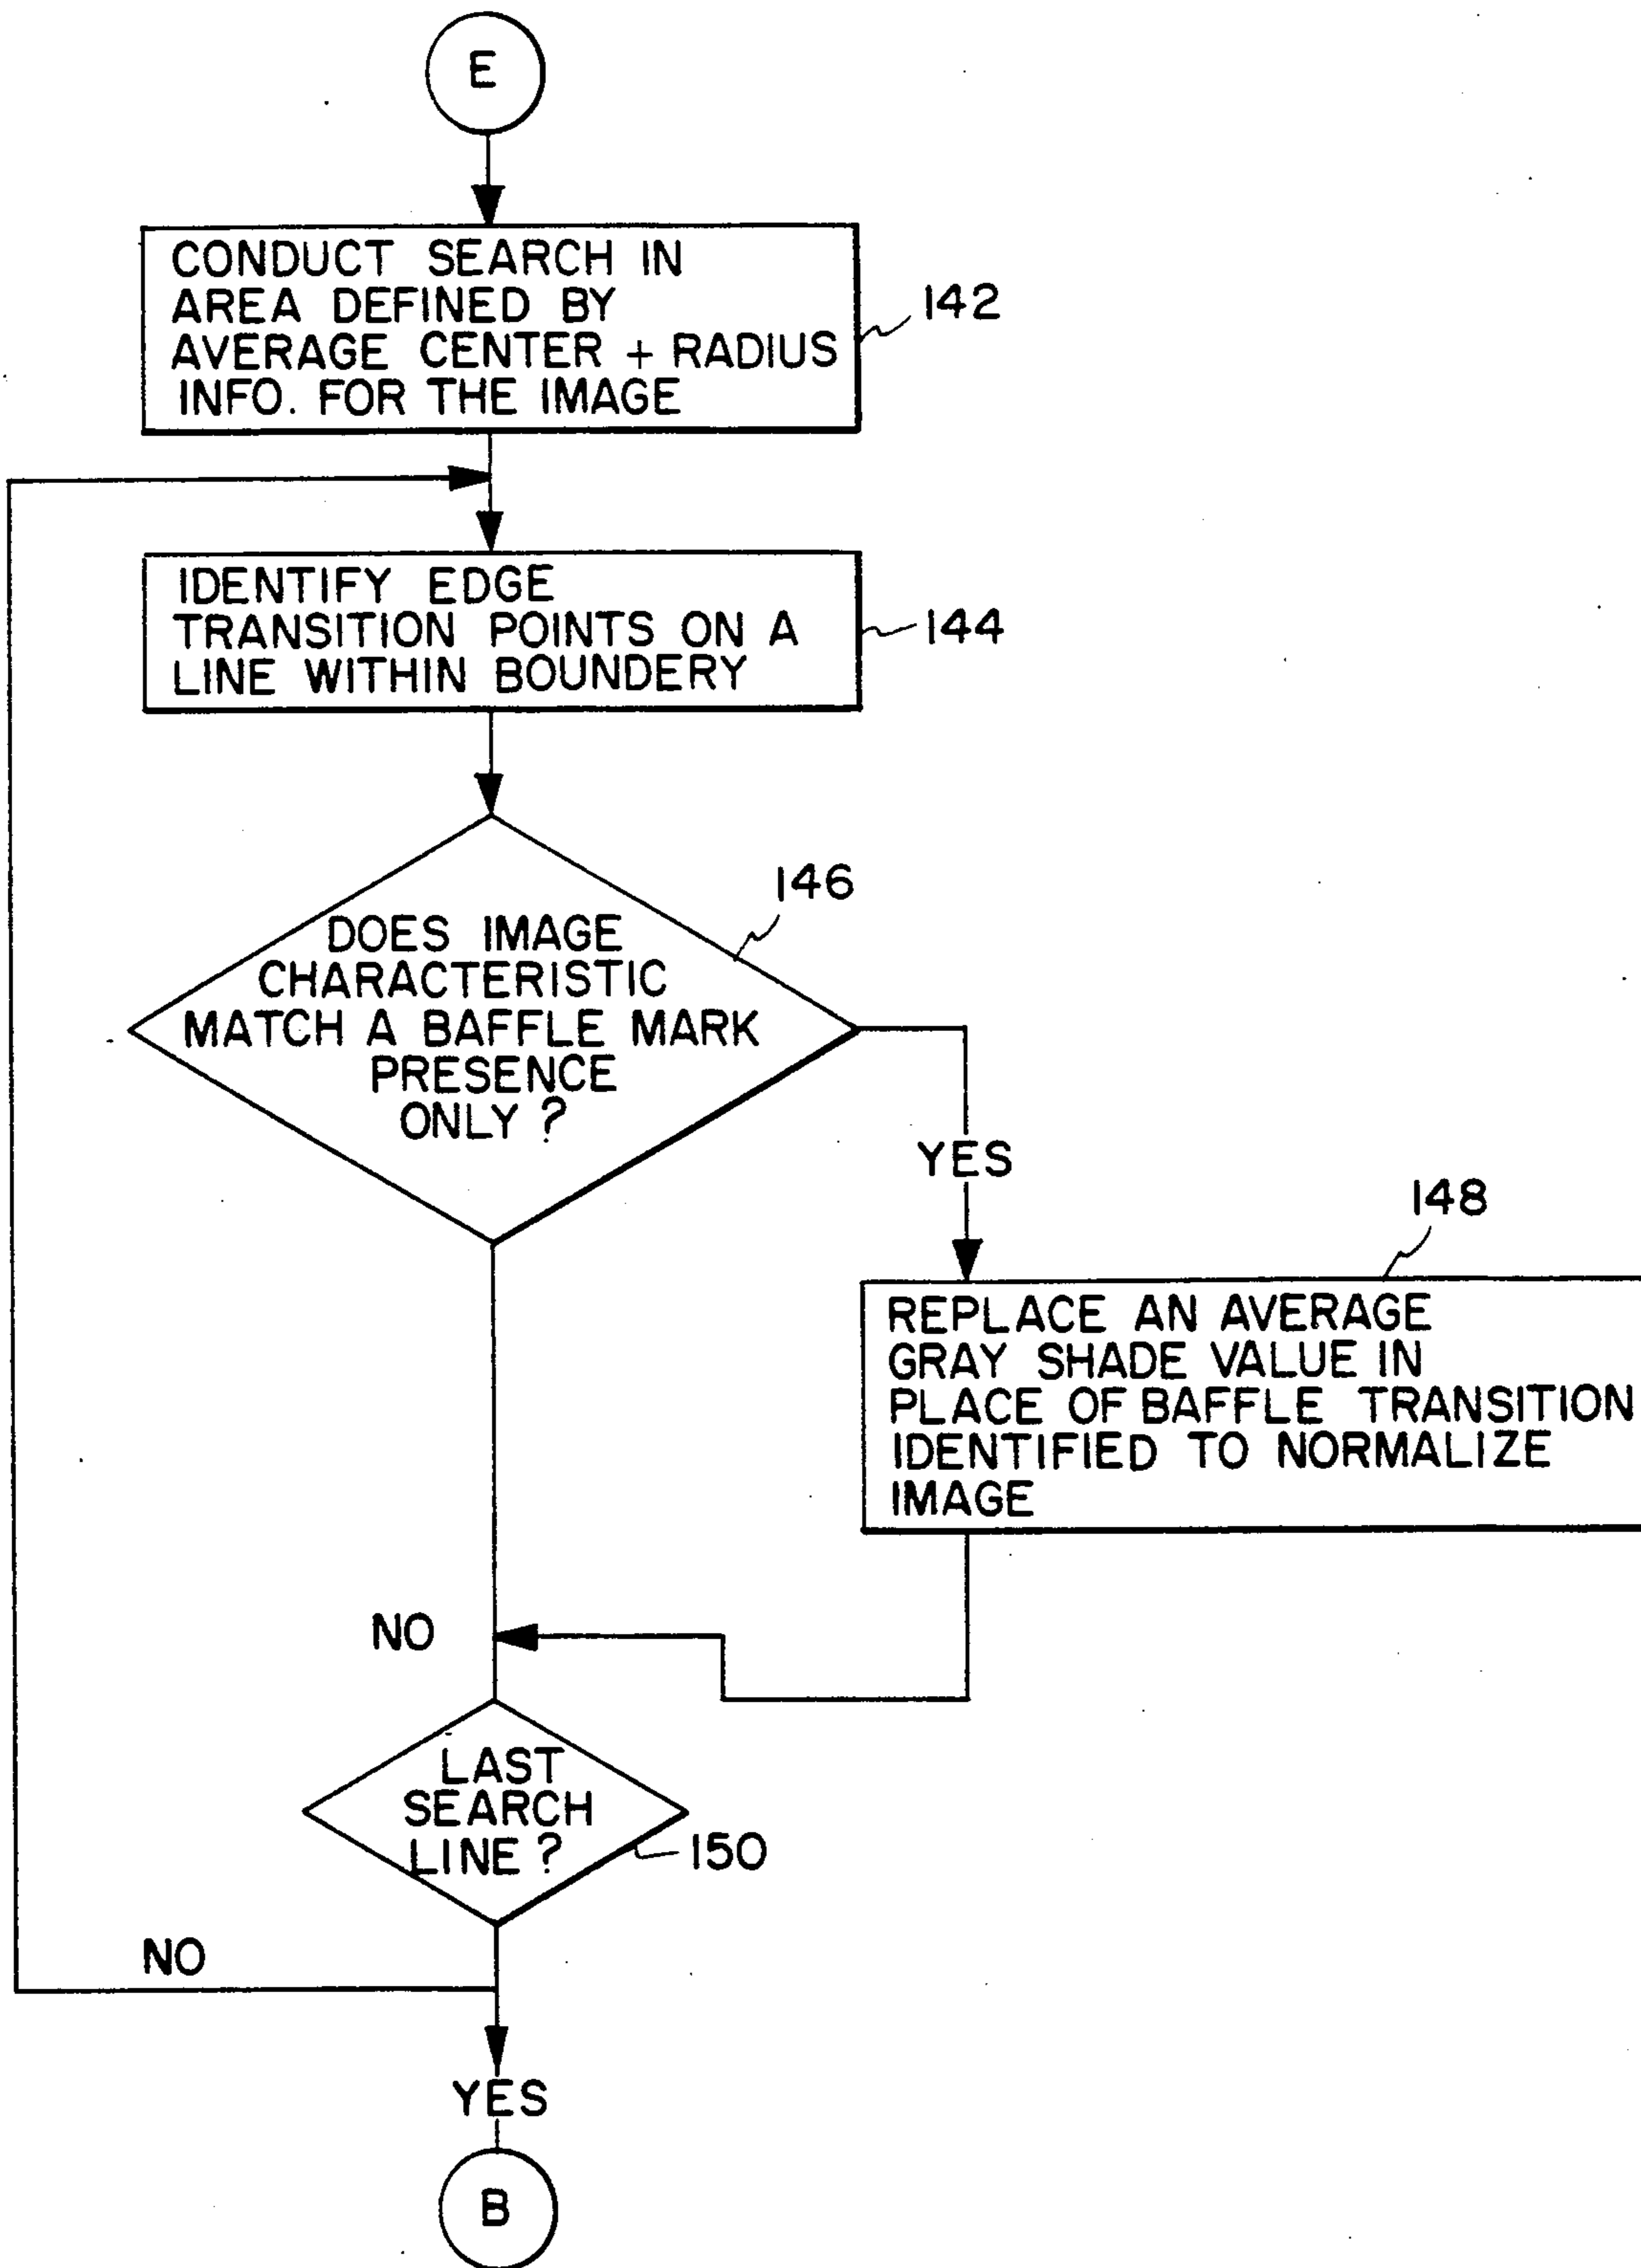 E
CONDUCT SEARCH IN
AREA DEFINED BY
AVERAGE CENTER + RADIUS
INFO. FOR THE IMAGE
142
IDENTIFY EDGE
TRANSITION POINTS ON A
LINE WITHIN BOUNDERY
144
146
DOES IMAGE
CHARACTERISTIC
MATCH A BAFFLE MARK
PRESENCE
ONLY ?
YES
148
REPLACE AN AVERAGE
GRAY SHADE VALUE IN
PLACE OF BAFFLE TRANSITION
IDENTIFIED TO NORMALIZE
IMAGE
NO
LAST
SEARCH
LINE ?
150
NO
YES
B